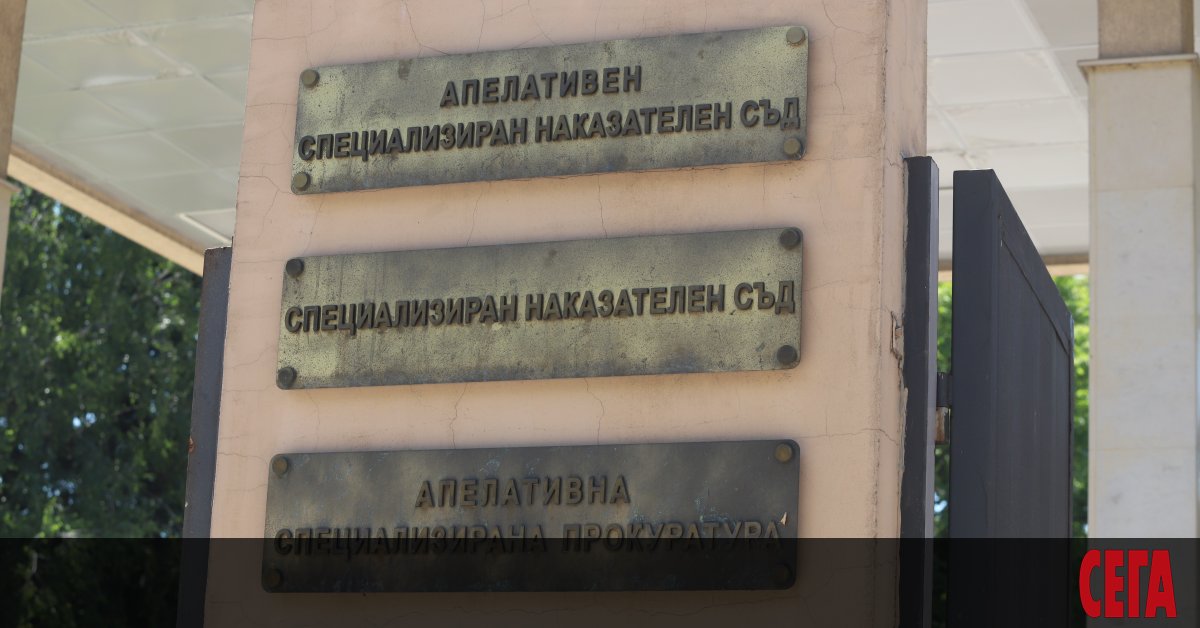 АПЕЛАТИВЕН
СПЕЦИАЛИЗИРАН НАКАЗАТЕЛЕН СЪД
СПЕЦИАЛИЗИРАН НАКАЗАТЕЛЕН СЪД
АПЕЛАТИВНА
СПЕЦИАЛИЗИРАНА ПРОКУРАТУРА
СЕГА